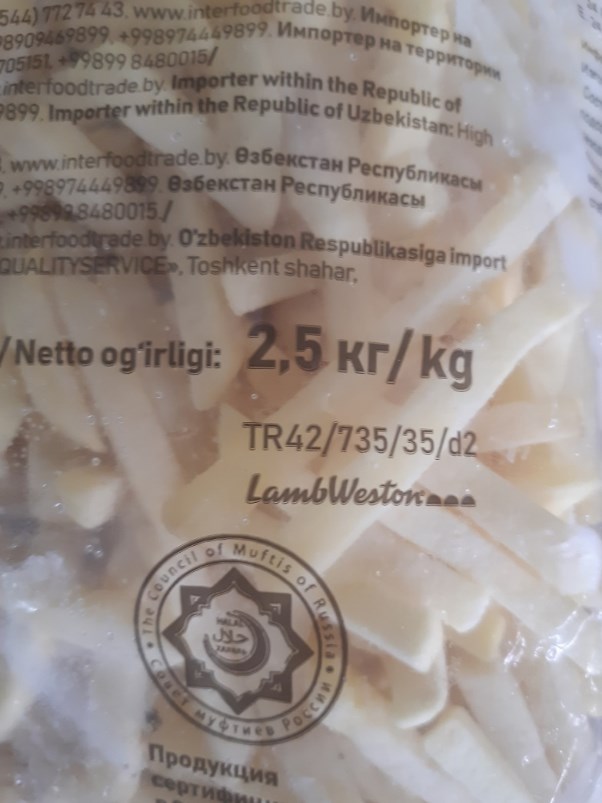 544) 772 74 43, www.interfoodtrade.by. Импортер на
98909469899, +998974449899. Импортер на территории
705151, +99899 8480015/
.interfoodtrade.by. Importer within the Republic of
9899. Importer within the Republic of Uzbekistan: High
, www.interfoodtrade.by. Өзбекстан Республикасы
, +998974449899. Өзбекстан Республикасы
8480015./
.interfoodtrade.by. O'zbekiston Respublikasiga import
QUALITYSERVICE», Toshkent shahar,
/Netto og'irligi: 2,5 кг/kg
TR42/735/35/d2
LambWeston
The Council of Muftis of Russia
HALAL
حلال
ХАЛЯЛЬ
Совет муфтиев России
Продукция